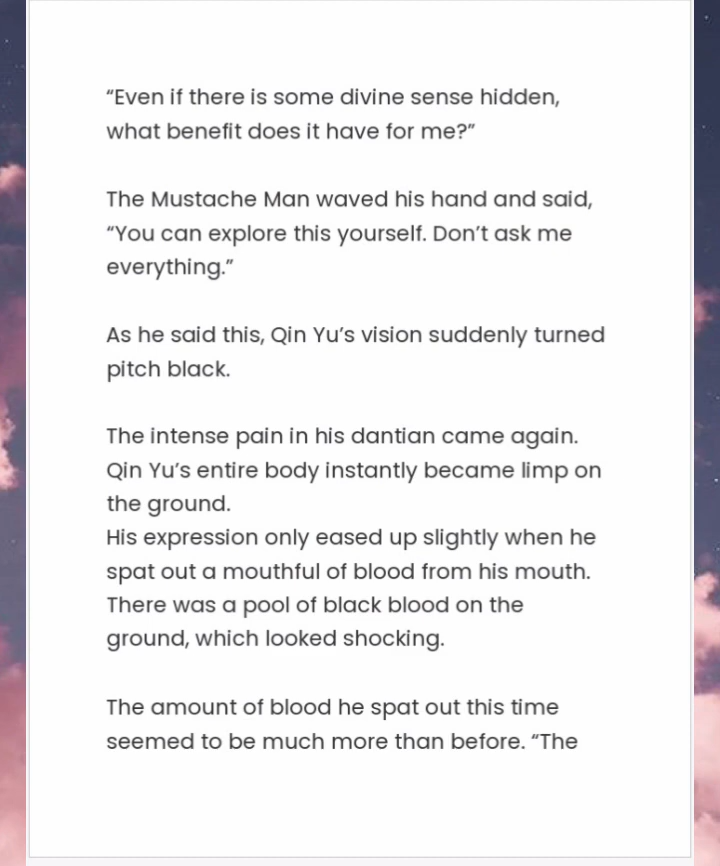 “Even if there is some divine sense hidden,
what benefit does it have for me?”
The Mustache Man waved his hand and said,
“You can explore this yourself. Don’t ask me
everything.”
As he said this, Qin Yu’s vision suddenly turned
pitch black.
The intense pain in his dantian came again.
Qin Yu’s entire body instantly became limp on
the ground.
His expression only eased up slightly when he
spat out a mouthful of blood from his mouth.
There was a pool of black blood on the
ground, which looked shocking.
The amount of blood he spat out this time
seemed to be much more than before. “The